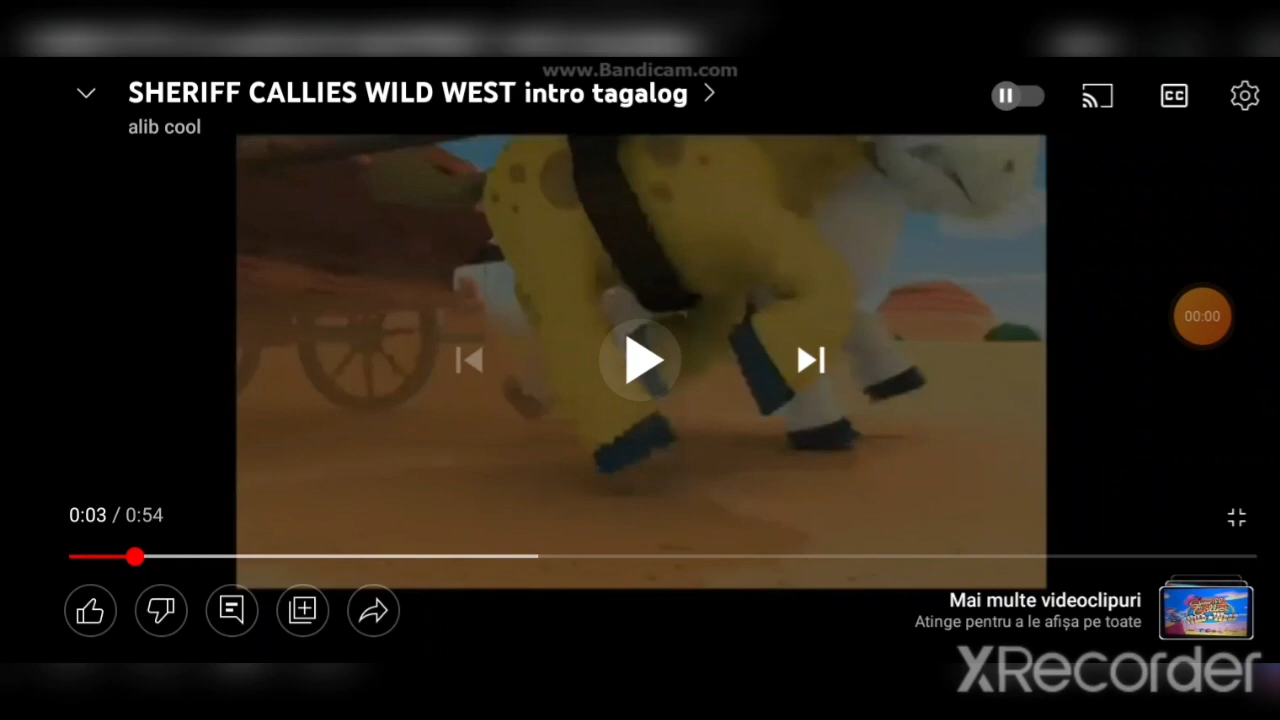 www.Bandicam.com
SHERIFF CALLIES WILD WEST intro tagalog
alib cool
CC
00:00
0:03 / 0:54
Mai multe videoclipuri
Atinge pentru a le afișa pe toate
XRecorder